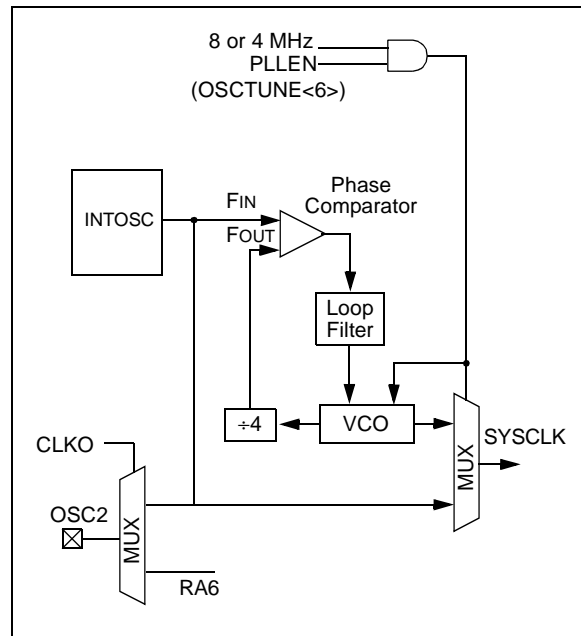 8 or 4 MHz
PLLEN
(OSCTUNE<6>)
INTOSC
FIN
FOUT
Phase
Comparator
Loop
Filter
÷4
VCO
MUX
SYSCLK
CLKO
OSC2
MUX
RA6